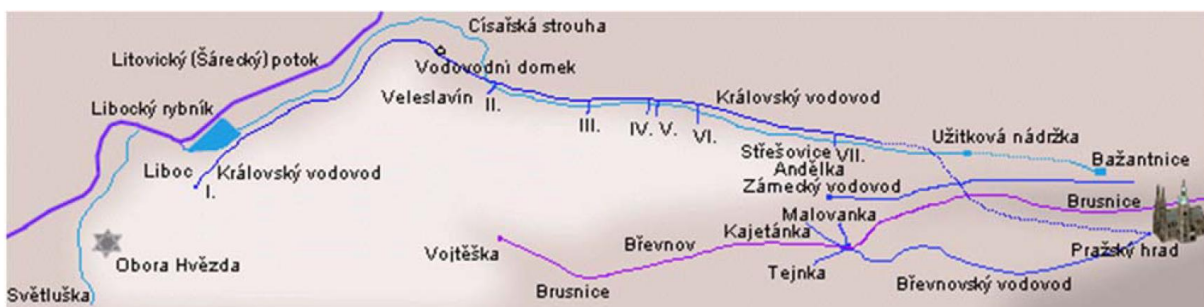 Císařská strouha
Litovický (Šárecký) potok
Vodovodní domek
Libocký rybník
Veleslavín
II.
III.
IV.
V.
VI.
Královský vodovod
Užitková nádržka
Liboc
I.
Královský vodovod
Střešovice
VII.
Andělka
Bažantnice
Zámecký vodovod
Brusnice
Malovanka
Kajetánka
Obora Hvězda
Vojtěška
Břevnov
Tejnka
Pražský hrad
Břevnovský vodovod
Světluška
Brusnice